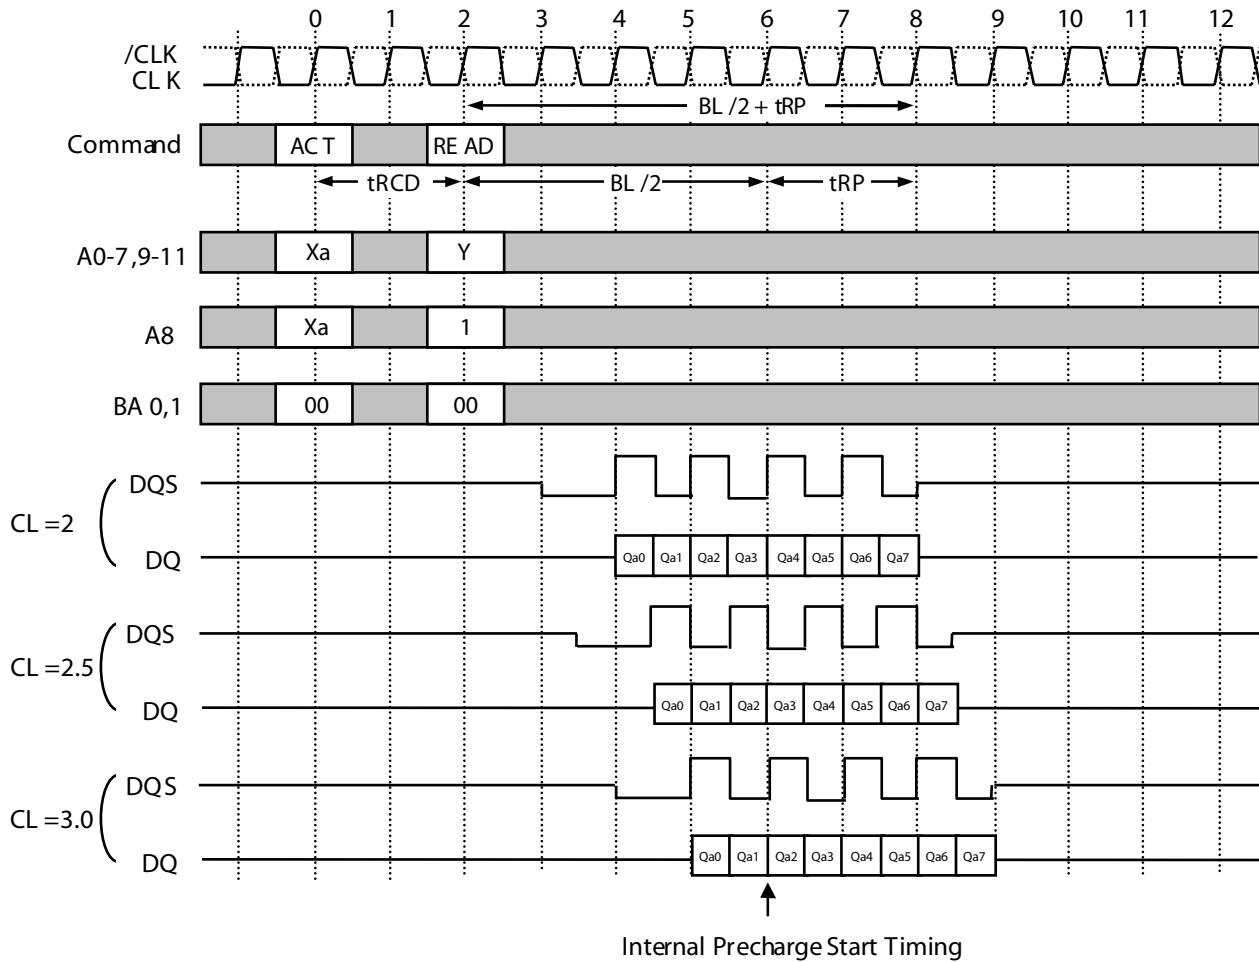 0 1 2 3 4 5 6 7 8 9 10 11 12
/CLK
CLK
BL /2 + tRP
Command ACT READ
tRCD BL /2 tRP
A0-7,9-11 Xa Y
A8 Xa 1
BA 0,1 00 00
DQS
CL =2
DQ Qa0 Qa1 Qa2 Qa3 Qa4 Qa5 Qa6 Qa7
DQS
CL =2.5
DQ Qa0 Qa1 Qa2 Qa3 Qa4 Qa5 Qa6 Qa7
DQS
CL =3.0
DQ Qa0 Qa1 Qa2 Qa3 Qa4 Qa5 Qa6 Qa7
Internal Precharge Start Timing